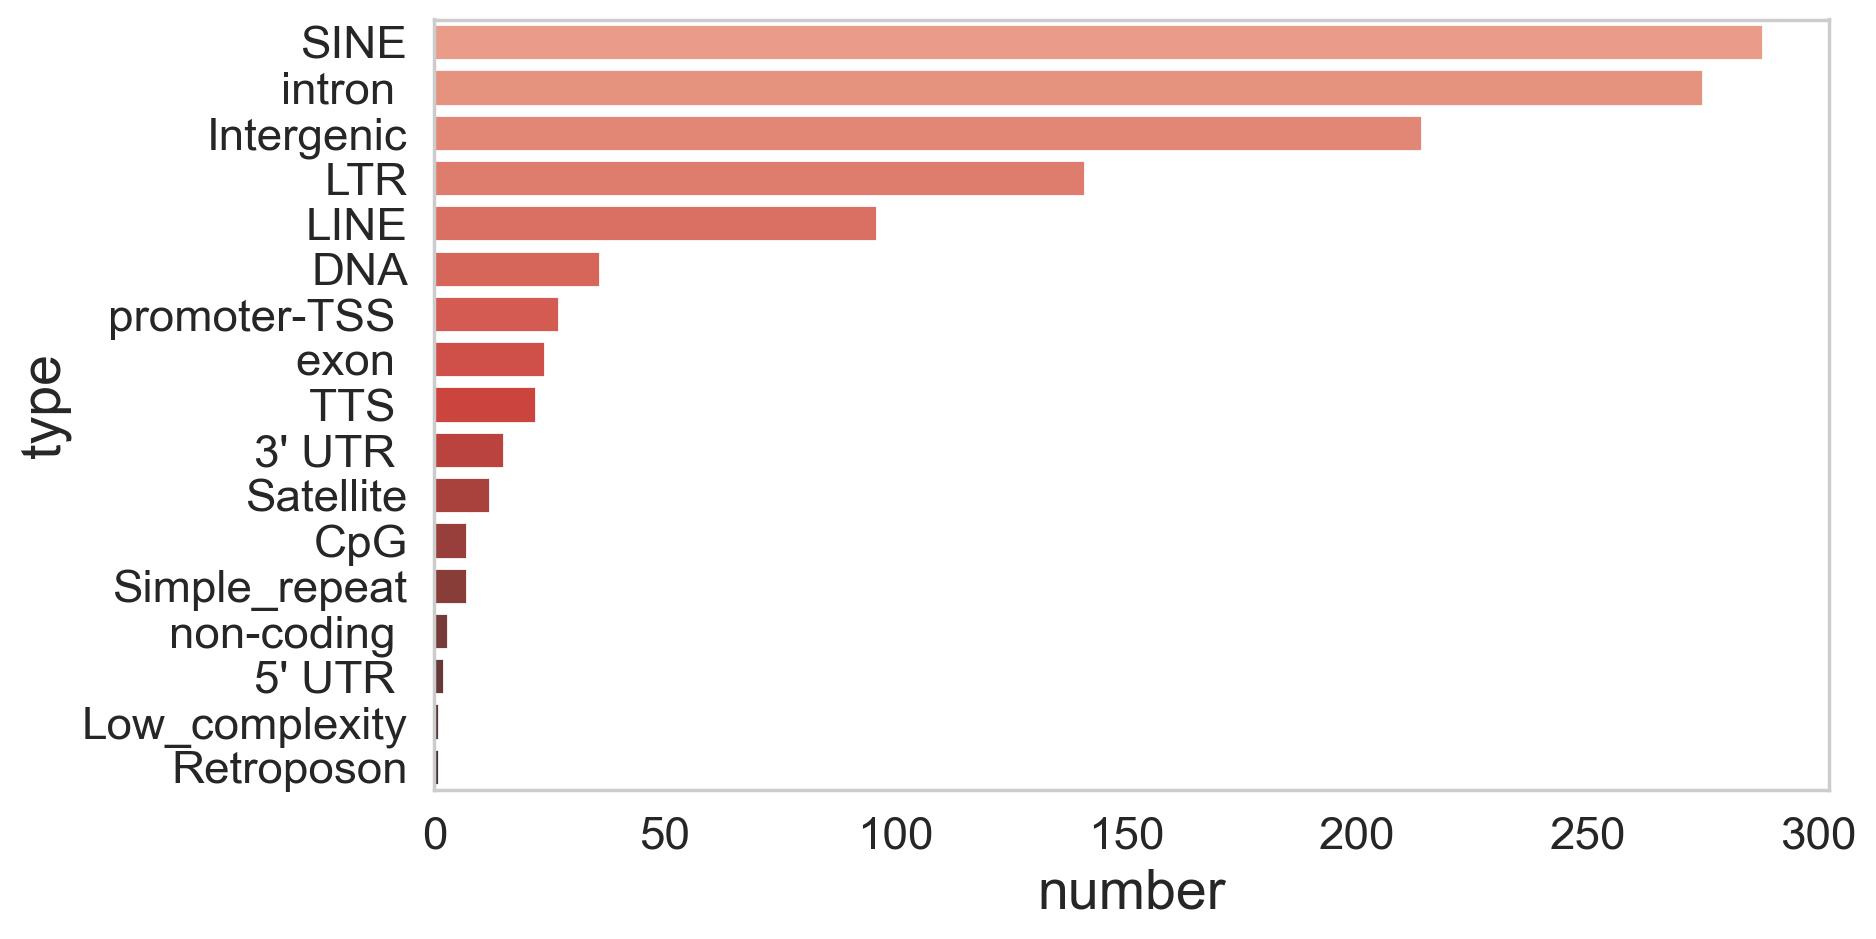 SINE
intron
Intergenic
LTR
LINE
DNA
promoter-TSS
exon
TTS
3' UTR
Satellite
CpG
Simple_repeat
non-coding
5' UTR
Low_complexity
Retroposon
type
0 50 100 150 200 250 300
number